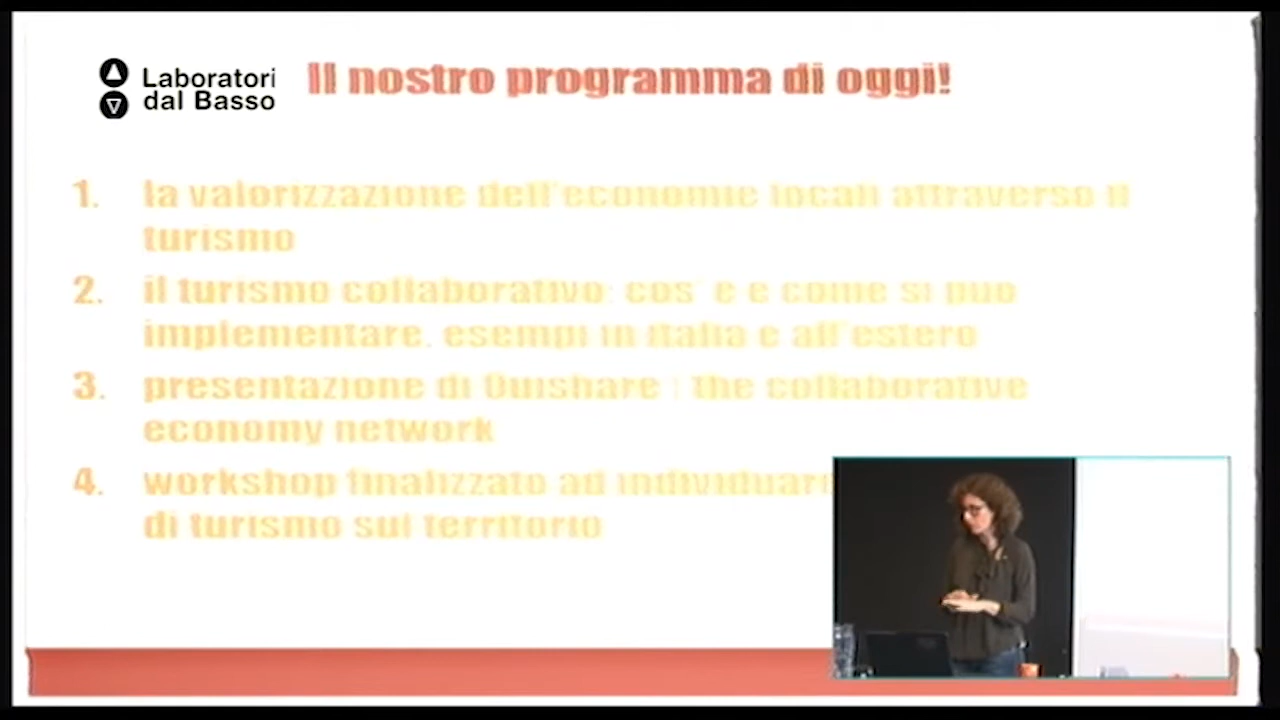 Laboratori
dal Basso
Il nostro programma di oggi!
1. la valorizzazione dell'economie locali attraverso il
turismo
2. il turismo collaborativo: cos'è e come si può
implementare, esempi in Italia e all'estero
3. presentazione di Ouishare : the collaborative
economy network
4. workshop finalizzato ad individuare
di turismo sul territorio